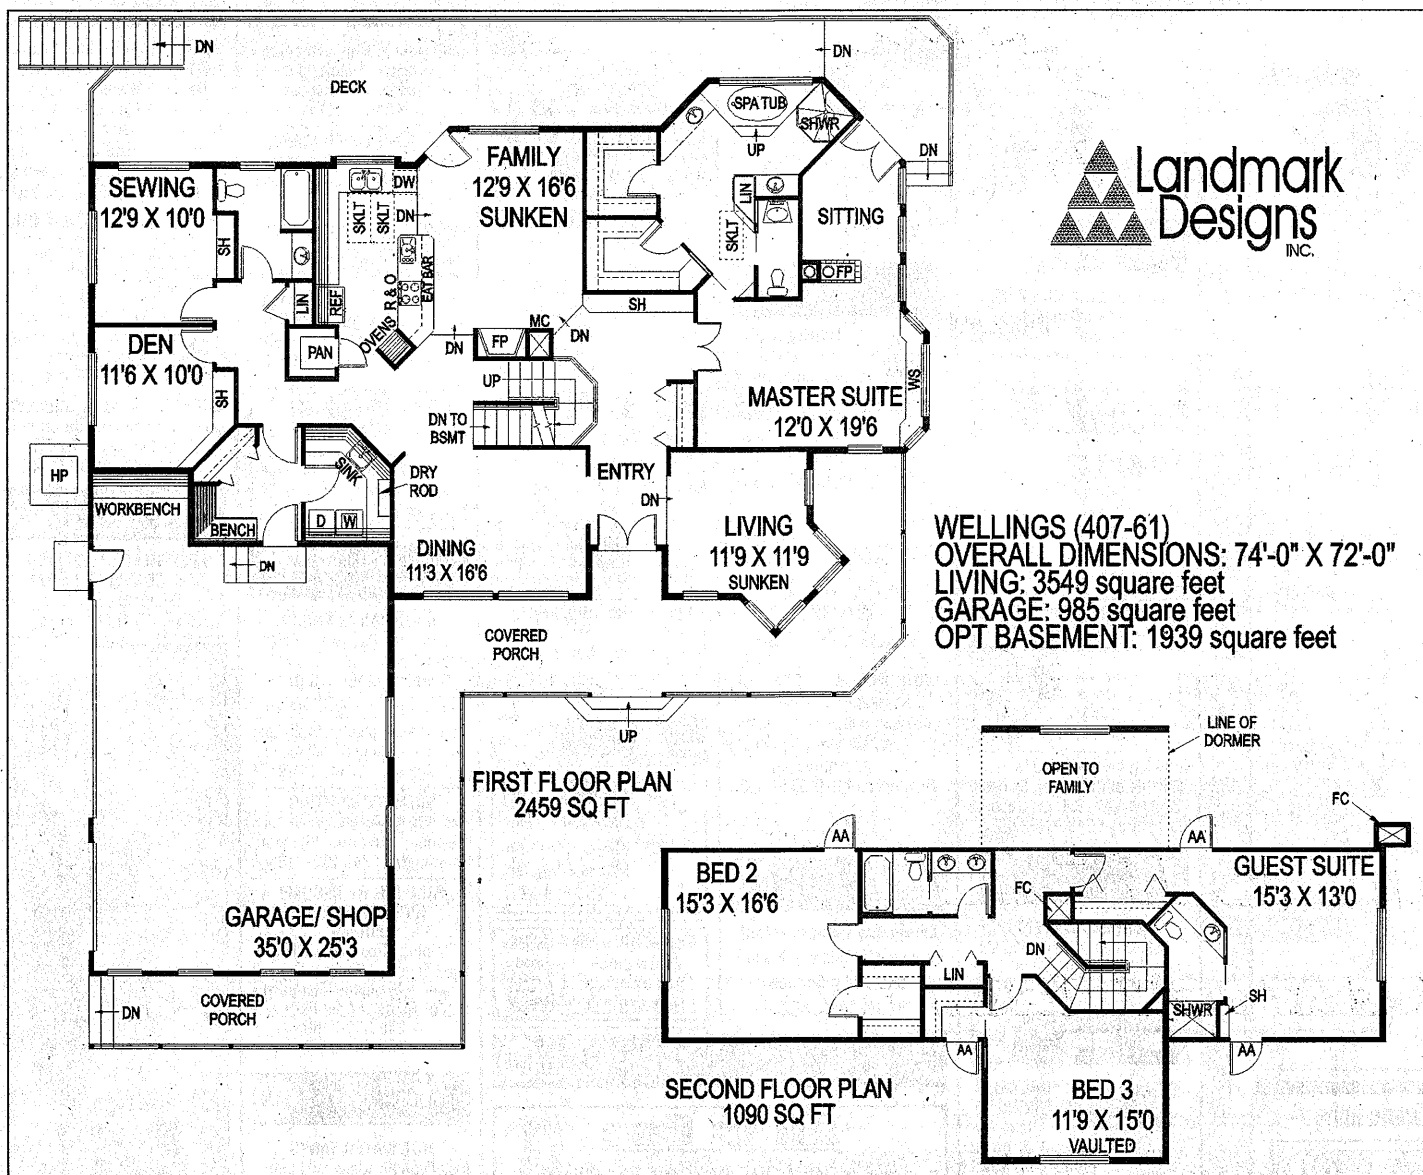 DN
DECK
DN
SPA TUB
SHWR
UP
DN
Landmark
Designs
INC.
SEWING
12'9 X 10'0
SH
LIN
DW
SKLT
SKLT
DN
FAMILY
12'9 X 16'6
SUNKEN
LIN
SKLT
SITTING
FP
REF
R & O
EAT BAR
OVENS
PAN
DN
FP
MC
DN
SH
DEN
11'6 X 10'0
SH
UP
DN TO
BSMT
MASTER SUITE
12'0 X 19'6
WS
HP
WORKBENCH
BENCH
SINK
D
W
DRY
ROD
DN
ENTRY
DN
DINING
11'3 X 16'6
LIVING
11'9 X 11'9
SUNKEN
WELLINGS (407-61)
OVERALL DIMENSIONS: 74'-0" X 72'-0"
LIVING: 3549 square feet
GARAGE: 985 square feet
OPT BASEMENT: 1939 square feet
COVERED
PORCH
UP
FIRST FLOOR PLAN
2459 SQ FT
GARAGE/ SHOP
35'0 X 25'3
DN
COVERED
PORCH
LINE OF
DORMER
OPEN TO
FAMILY
FC
AA
AA
BED 2
15'3 X 16'6
FC
GUEST SUITE
15'3 X 13'0
DN
LIN
SHWR
SH
AA
AA
BED 3
11'9 X 15'0
VAULTED
SECOND FLOOR PLAN
1090 SQ FT